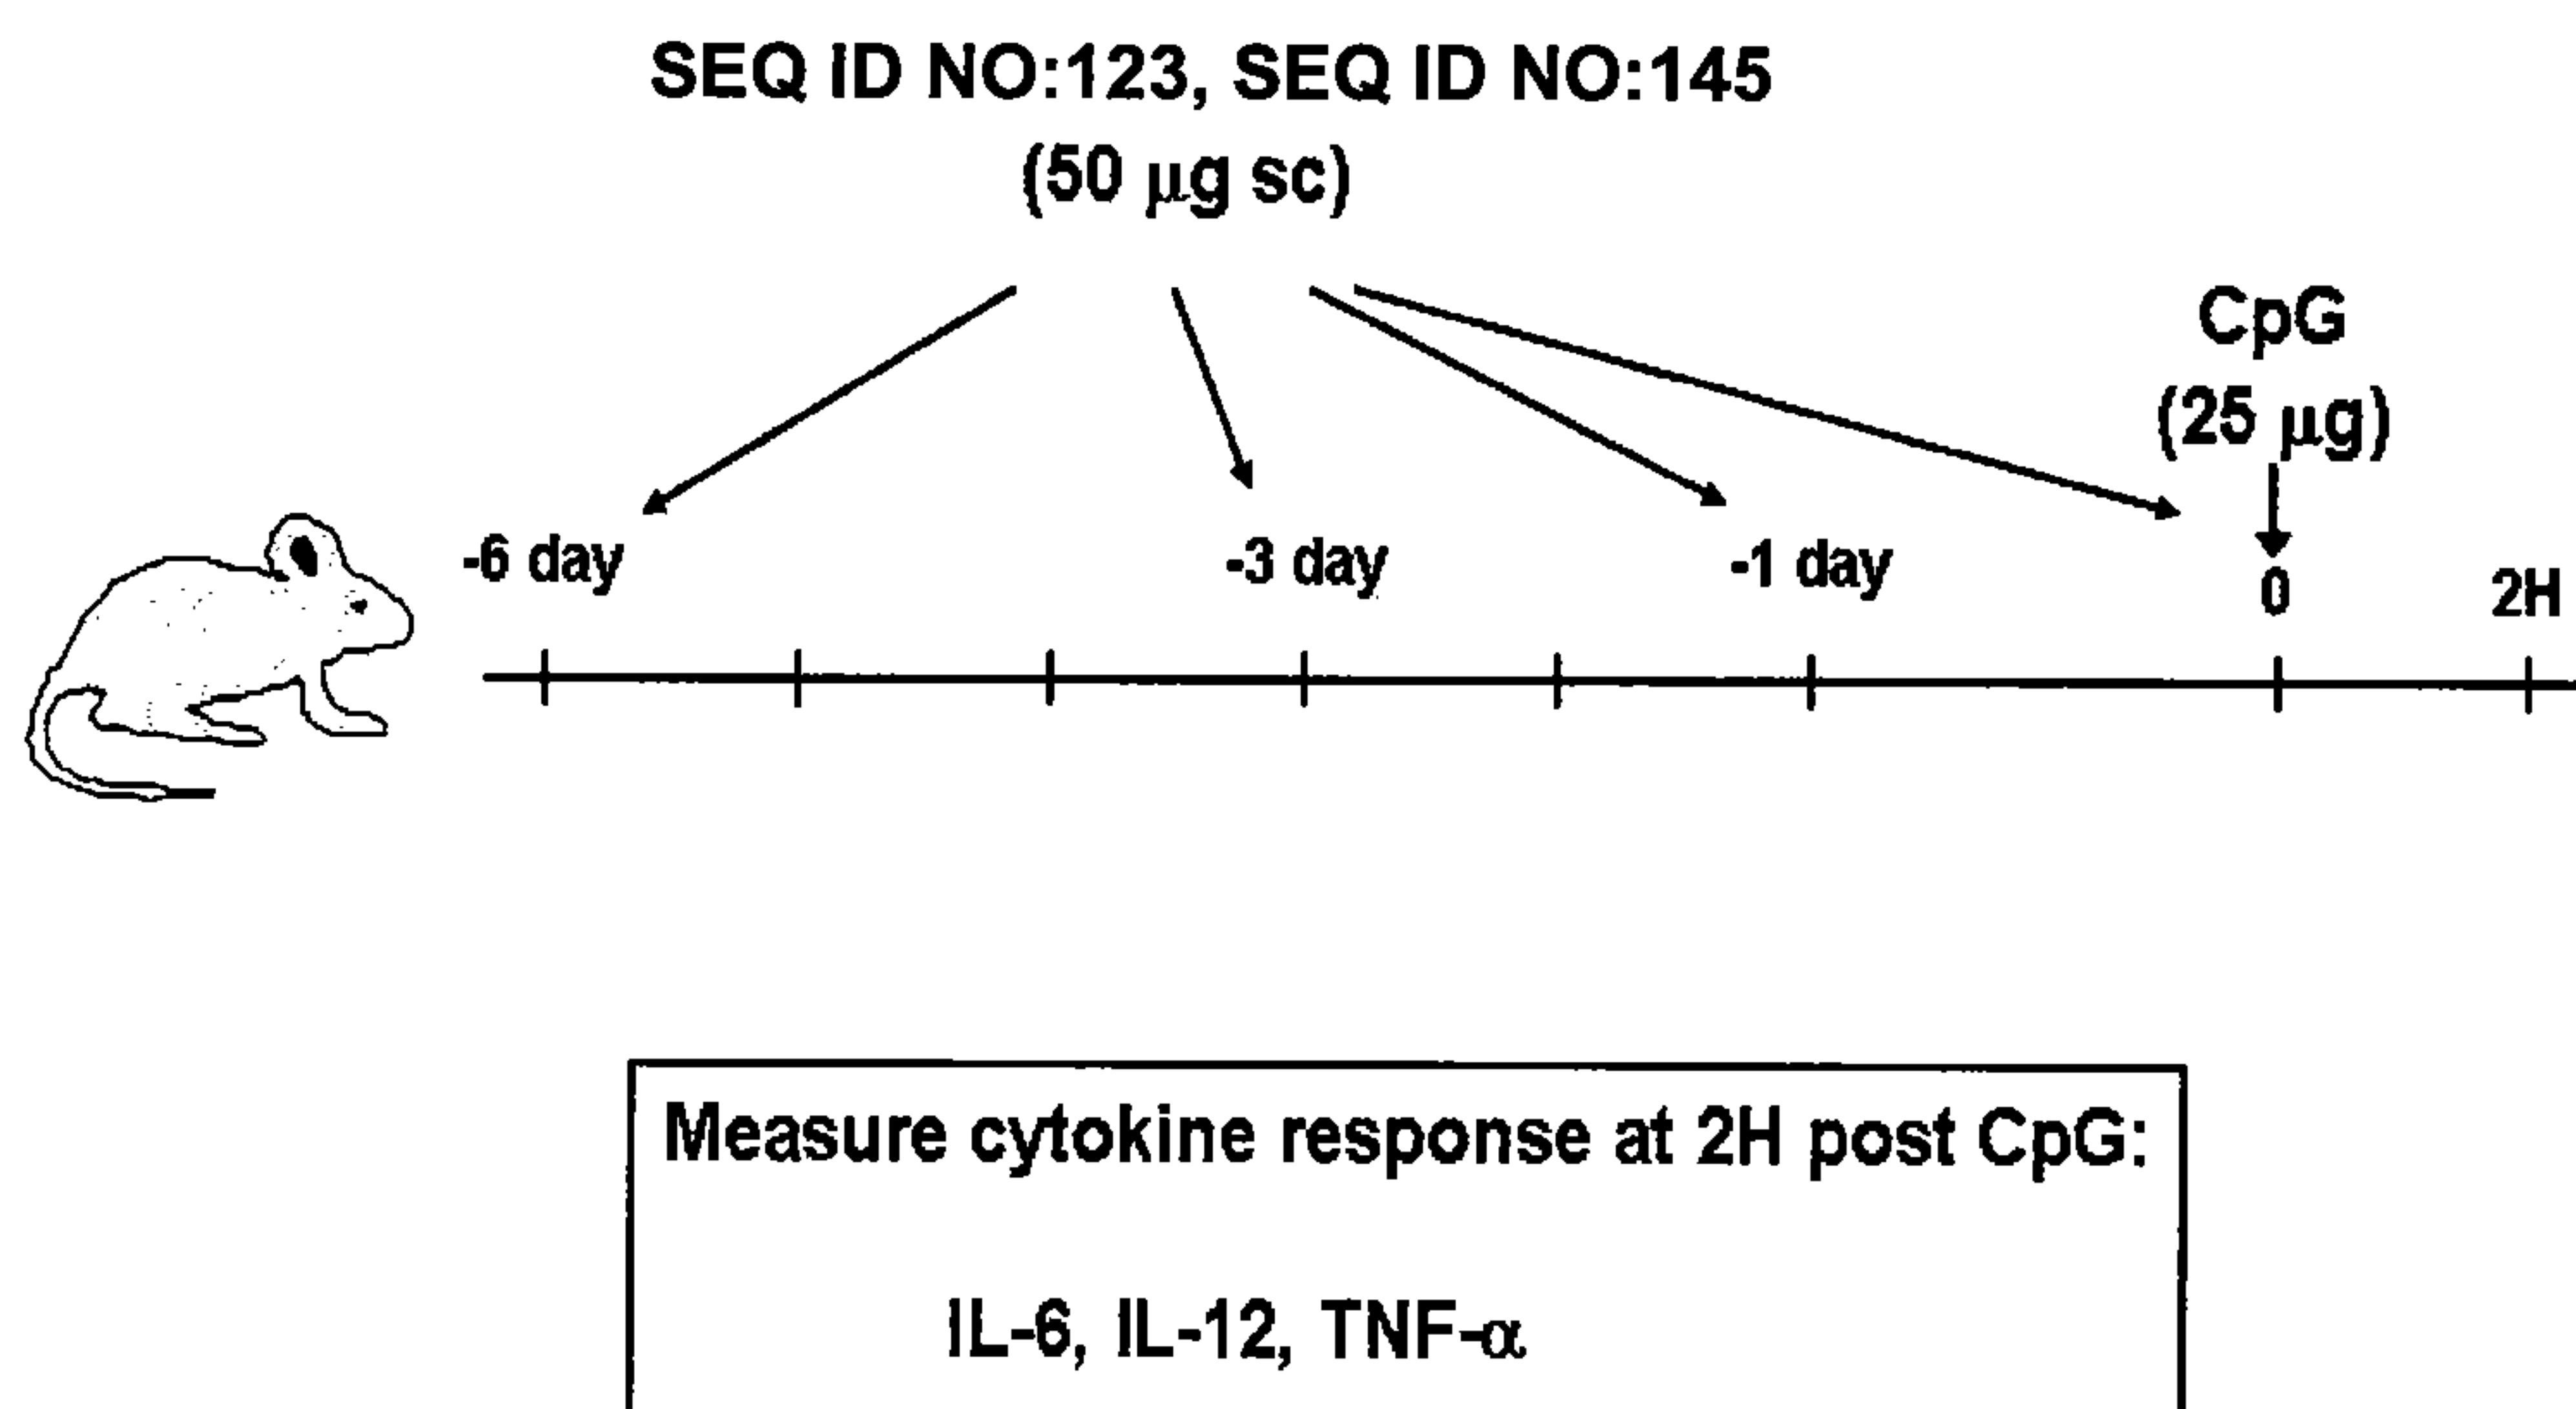 SEQ ID NO:123, SEQ ID NO:145
(50 μg sc)
CpG
(25 μg)
-6 day
-3 day
-1 day
0
2H
Measure cytokine response at 2H post CpG:
IL-6, IL-12, TNF-α